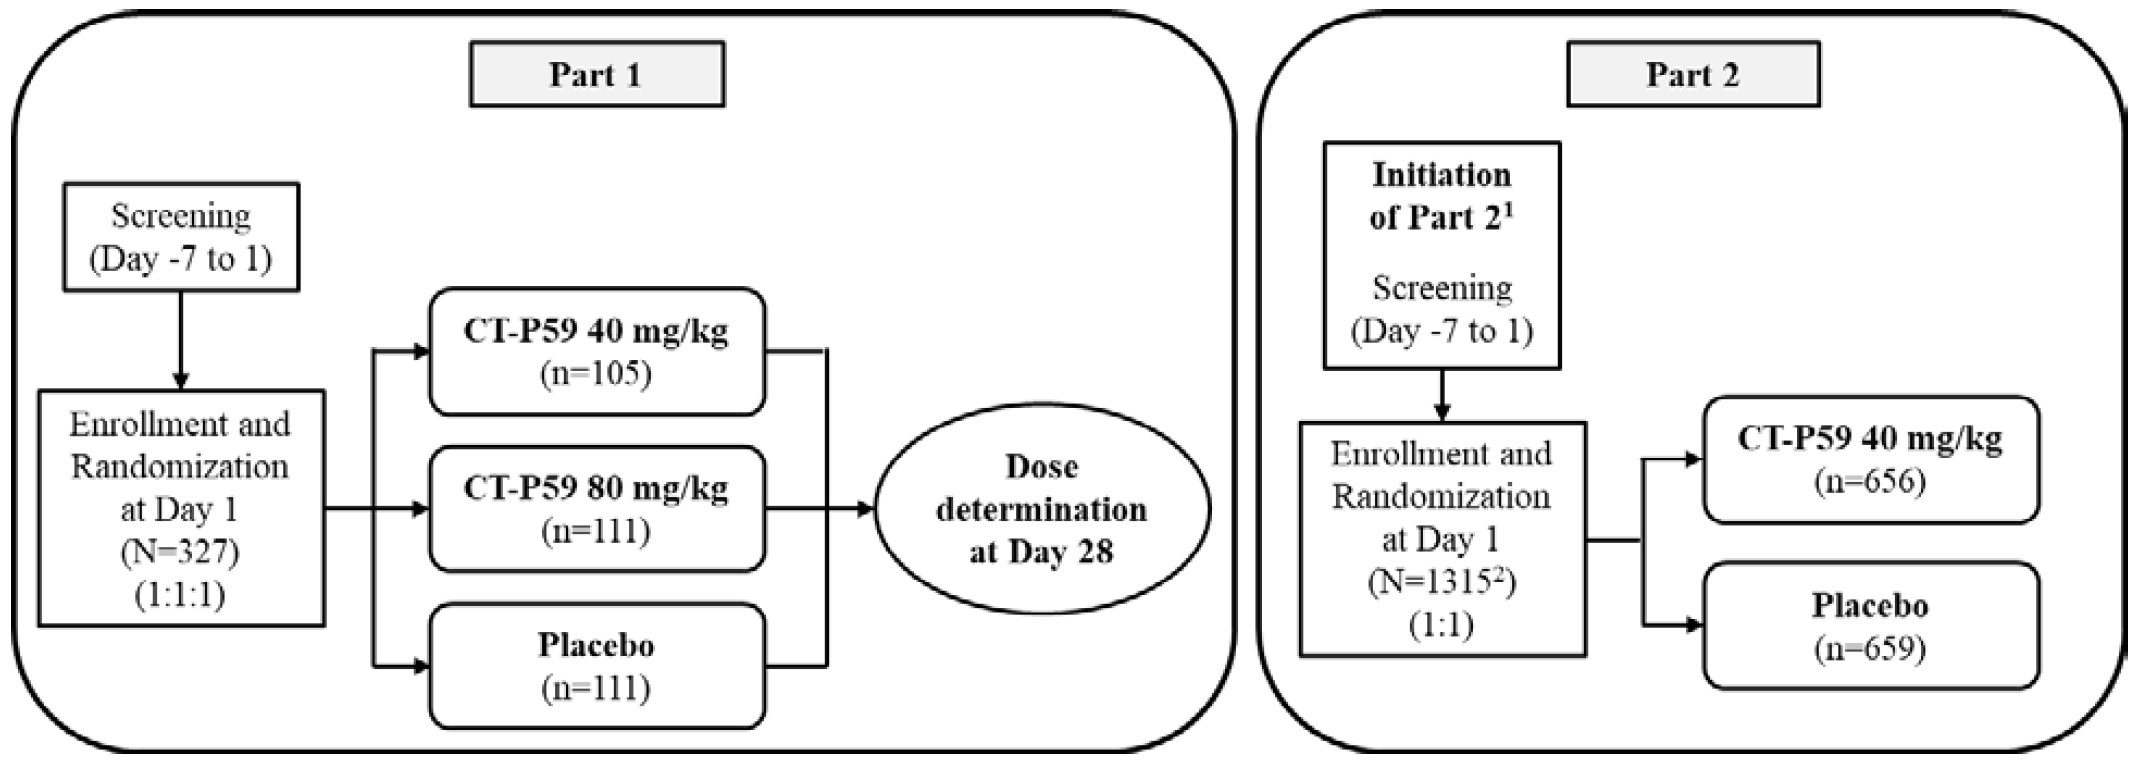 Part 1
Screening
(Day -7 to 1)
Enrollment and
Randomization
at Day 1
(N=327)
(1:1:1)
CT-P59 40 mg/kg
(n=105)
CT-P59 80 mg/kg
(n=111)
Placebo
(n=111)
Dose
determination
at Day 28
Part 2
Initiation
of Part 2¹
Screening
(Day -7 to 1)
Enrollment and
Randomization
at Day 1
(N=1315²)
(1:1)
CT-P59 40 mg/kg
(n=656)
Placebo
(n=659)